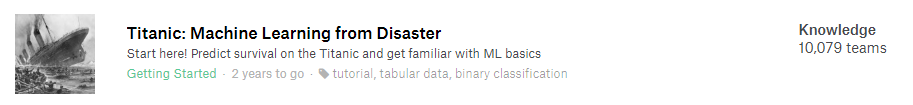 Titanic: Machine Learning from Disaster
Start here! Predict survival on the Titanic and get familiar with ML basics
Getting Started · 2 years to go · tutorial, tabular data, binary classification
Knowledge
10,079 teams